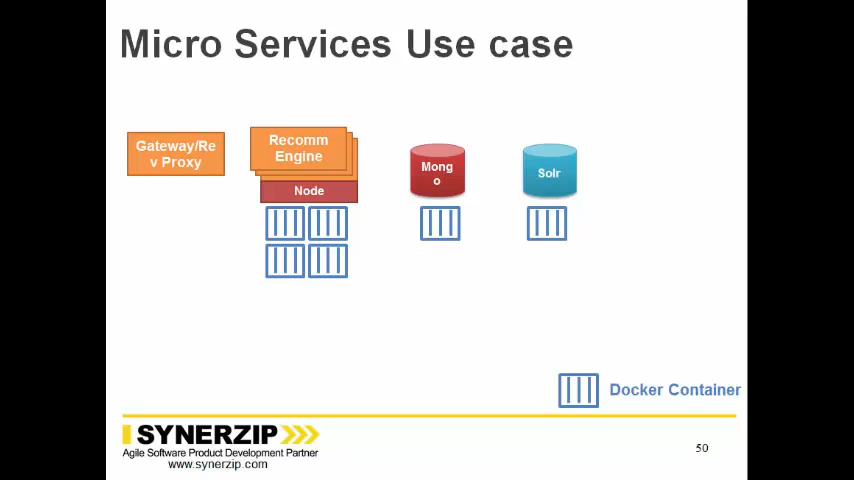 Micro Services Use case
Gateway/Re
v Proxy
Recomm
Engine
Node
Mong
o
Solr
Docker Container
SYNERZIP
Agile Software Product Development Partner
www.synerzip.com
50